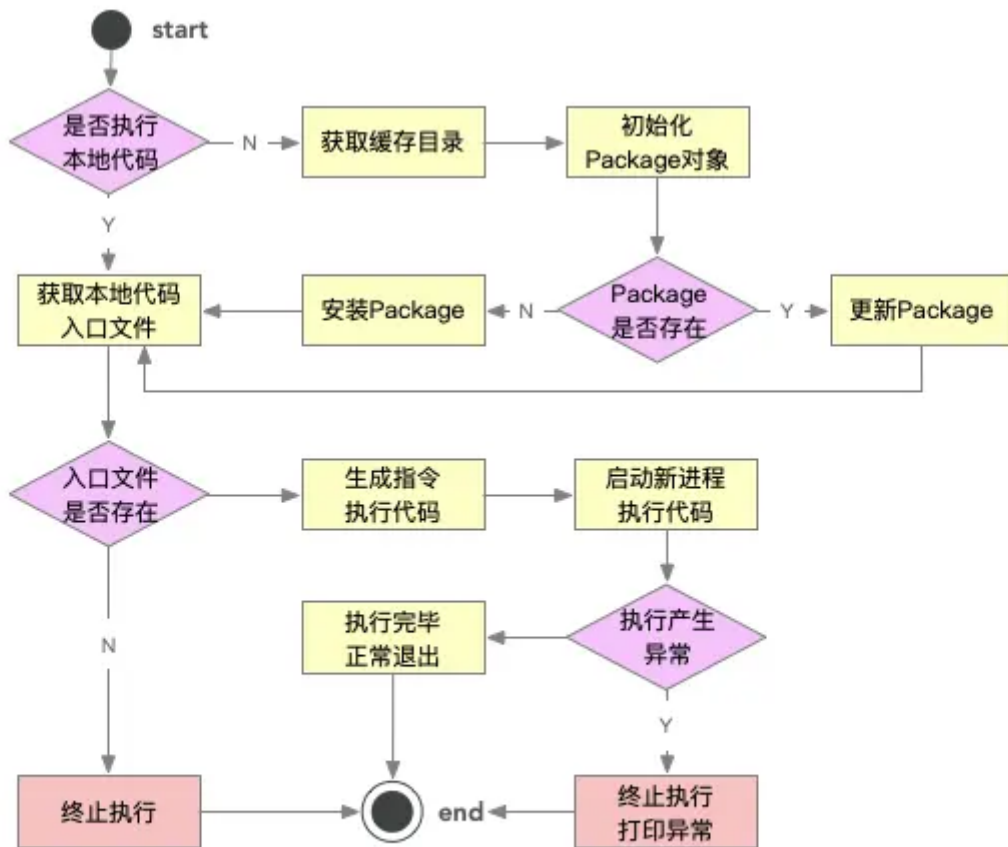 start
是否执行
本地代码
N
获取缓存目录
初始化
Package对象
Y
获取本地代码
入口文件
安装Package
N
Package
是否存在
Y
更新Package
入口文件
是否存在
生成指令
执行代码
启动新进程
执行代码
执行完毕
正常退出
执行产生
异常
N
Y
终止执行
end
终止执行
打印异常